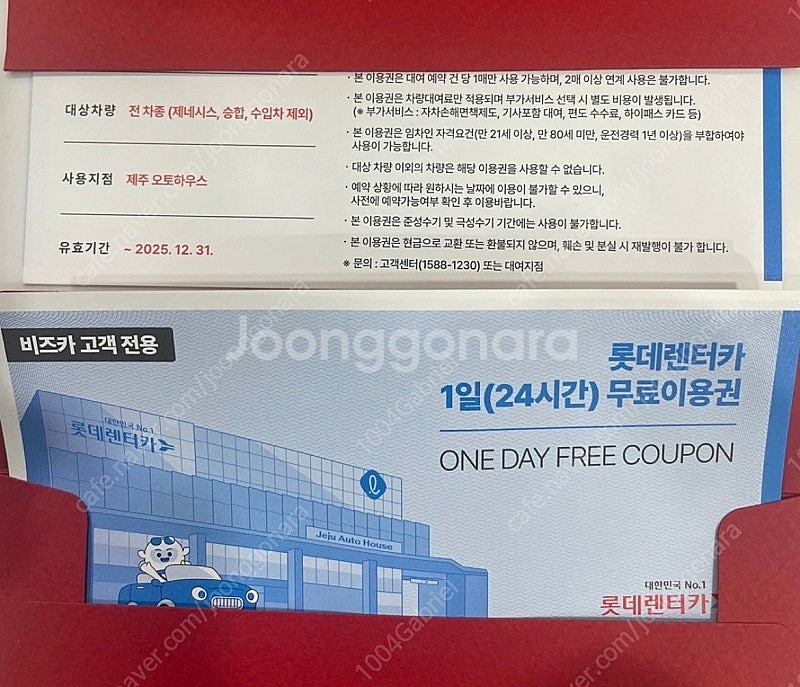 · 본 이용권은 대여 예약 건 당 1매만 사용 가능하며, 2매 이상 연계 사용은 불가합니다.
대상차량 전 차종 (제네시스, 승합, 수입차 제외)
· 본 이용권은 차량대여료만 적용되며 부가서비스 선택 시 별도 비용이 발생됩니다.
(※ 부가서비스 : 자차손해면책제도, 기사포함 대여, 편도 수수료, 하이패스 카드 등)
· 본 이용권은 임차인 자격요건(만 21세 이상, 만 80세 미만, 운전경력 1년 이상)을 부합하여야
사용이 가능합니다.
· 대상 차량 이외의 차량은 해당 이용권을 사용할 수 없습니다.
사용지점 제주 오토하우스
· 예약 상황에 따라 원하시는 날짜에 이용이 불가할 수 있으니,
사전에 예약가능여부 확인 후 이용바랍니다.
· 본 이용권은 준성수기 및 극성수기 기간에는 사용이 불가합니다.
유효기간 ~ 2025. 12. 31.
· 본 이용권은 현금으로 교환 또는 환불되지 않으며, 훼손 및 분실 시 재발행이 불가 합니다.
※ 문의 : 고객센터(1588-1230) 또는 대여지점
비즈카 고객 전용
Joonggonara
롯데렌터카
1일(24시간) 무료이용권
ONE DAY FREE COUPON
대한민국 No.1
롯데렌터카
Jeju Auto House
대한민국 No.1
롯데렌터카
1004Gabriel
cafe.naver.com/joonggonara